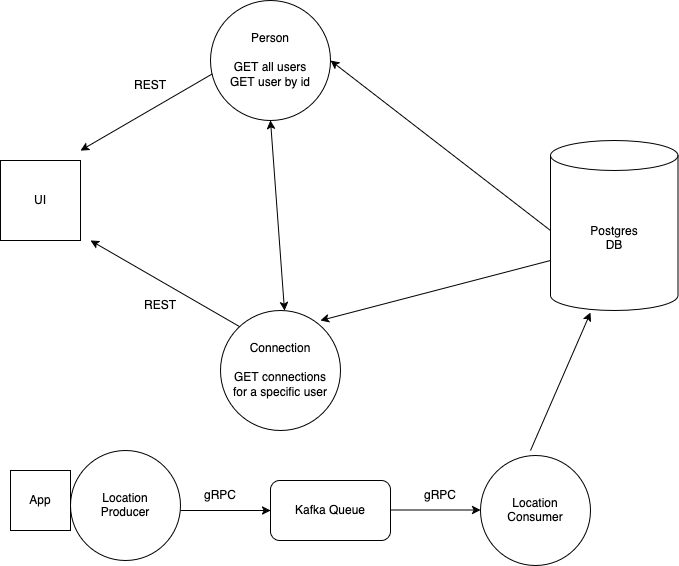 Person
GET all users
GET user by id
REST
UI
Postgres
DB
REST
Connection
GET connections
for a specific user
App
Location
Producer
gRPC
Kafka Queue
gRPC
Location
Consumer